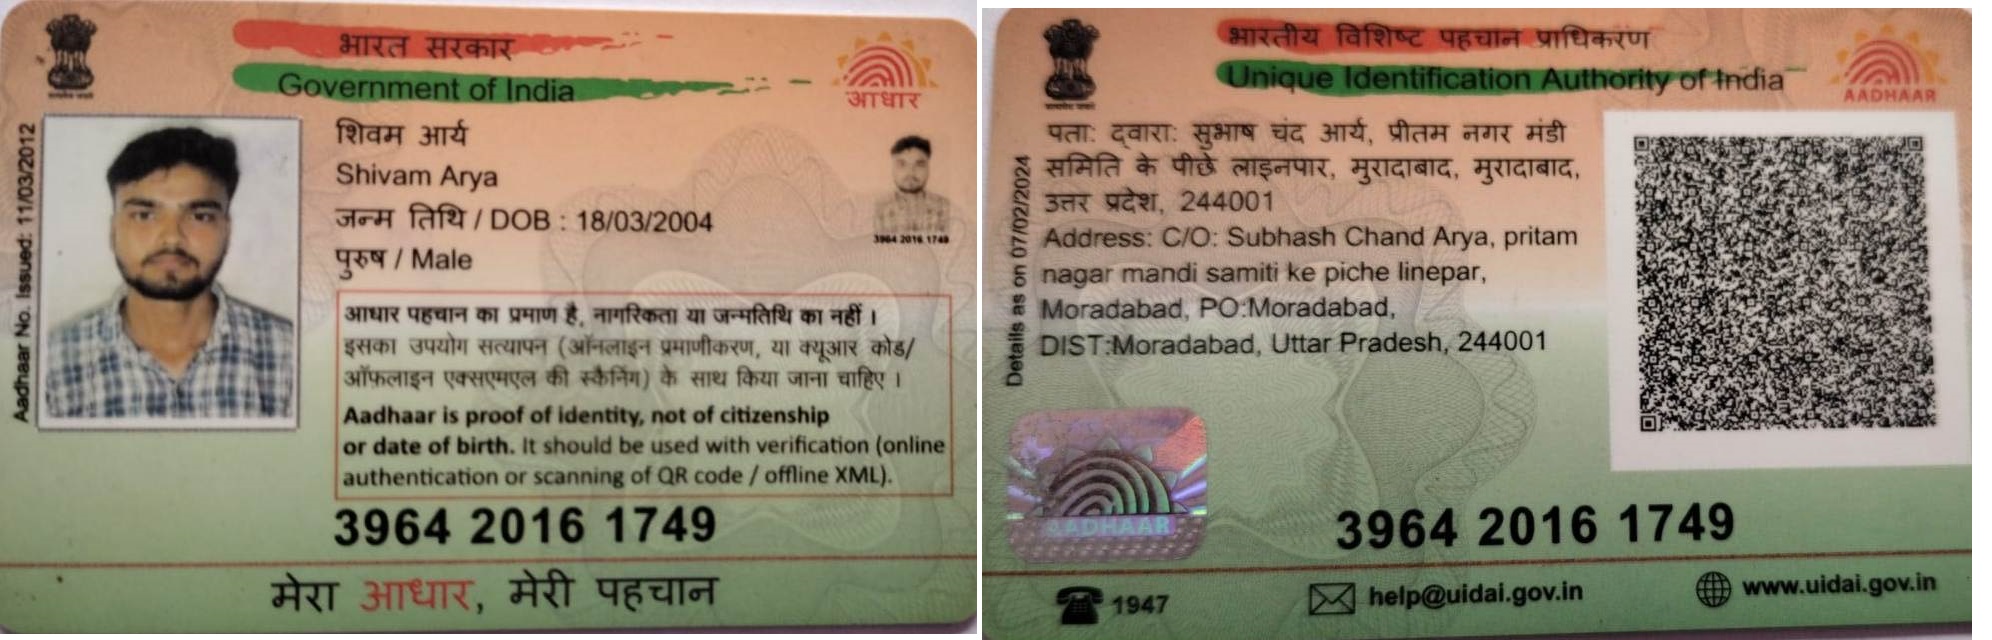 भारत सरकार
Government of India
आधार
Aadhaar No. Issued: 11/03/2012
शिवम आर्य
Shivam Arya
जन्म तिथि / DOB : 18/03/2004
पुरुष / Male
3964 2016 1749
आधार पहचान का प्रमाण है, नागरिकता या जन्मतिथि का नहीं ।
इसका उपयोग सत्यापन (ऑनलाइन प्रमाणीकरण, या क्यूआर कोड/
ऑफलाइन एक्सएमएल की स्कैनिंग) के साथ किया जाना चाहिए ।
Aadhaar is proof of identity, not of citizenship
or date of birth. It should be used with verification (online
authentication or scanning of QR code / offline XML).
3964 2016 1749
मेरा आधार, मेरी पहचान
भारतीय विशिष्ट पहचान प्राधिकरण
Unique Identification Authority of India
AADHAAR
Details as on 07/02/2024
पता: द्वारा: सुभाष चंद आर्य, प्रीतम नगर मंडी
समिति के पीछे लाइनपार, मुरादाबाद, मुरादाबाद,
उत्तर प्रदेश, 244001
Address: C/O: Subhash Chand Arya, pritam
nagar mandi samiti ke piche linepar,
Moradabad, PO:Moradabad,
DIST:Moradabad, Uttar Pradesh, 244001
AADHAAR
3964 2016 1749
1947
help@uidai.gov.in
www.uidai.gov.in